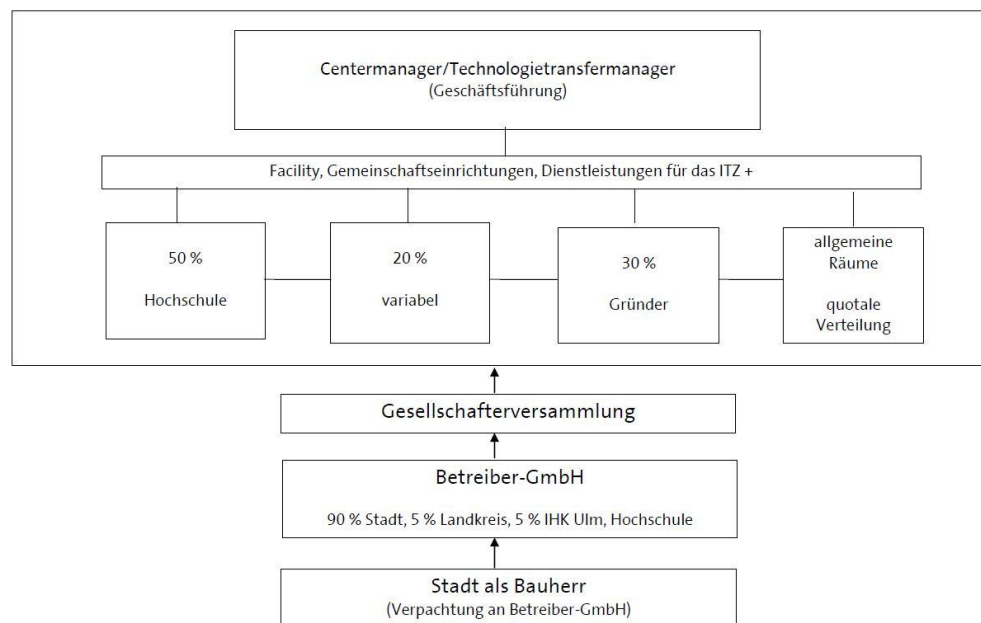 Centermanager/Technologietransfermanager
(Geschäftsführung)
Facility, Gemeinschaftseinrichtungen, Dienstleistungen für das ITZ +
50 %
Hochschule
20 %
variabel
30 %
Gründer
allgemeine
Räume
quotale
Verteilung
Gesellschafterversammlung
Betreiber-GmbH
90 % Stadt, 5 % Landkreis, 5 % IHK Ulm, Hochschule
Stadt als Bauherr
(Verpachtung an Betreiber-GmbH)